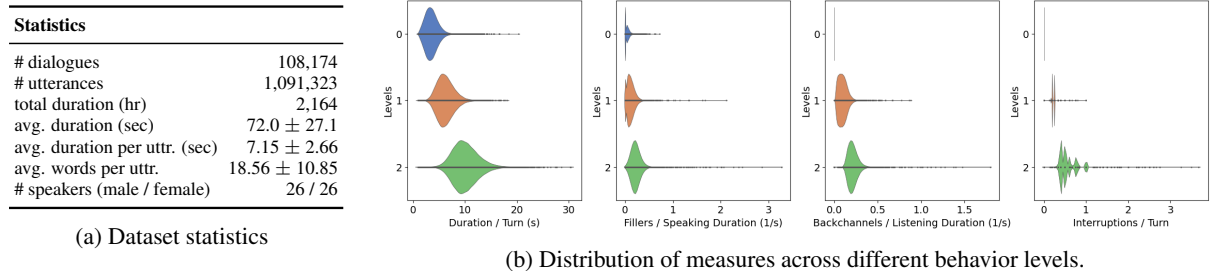 Statistics
# dialogues 108,174
# utterances 1,091,323
total duration (hr) 2,164
avg. duration (sec) 72.0 ± 27.1
avg. duration per uttr. (sec) 7.15 ± 2.66
avg. words per uttr. 18.56 ± 10.85
# speakers (male / female) 26 / 26
(a) Dataset statistics
Levels
0
1
2
0 10 20 30
Duration / Turn (s)
Levels
0
1
2
0 1 2 3
Fillers / Speaking Duration (1/s)
Levels
0
1
2
0.0 0.5 1.0 1.5
Backchannels / Listening Duration (1/s)
Levels
0
1
2
0 1 2 3
Interruptions / Turn
(b) Distribution of measures across different behavior levels.